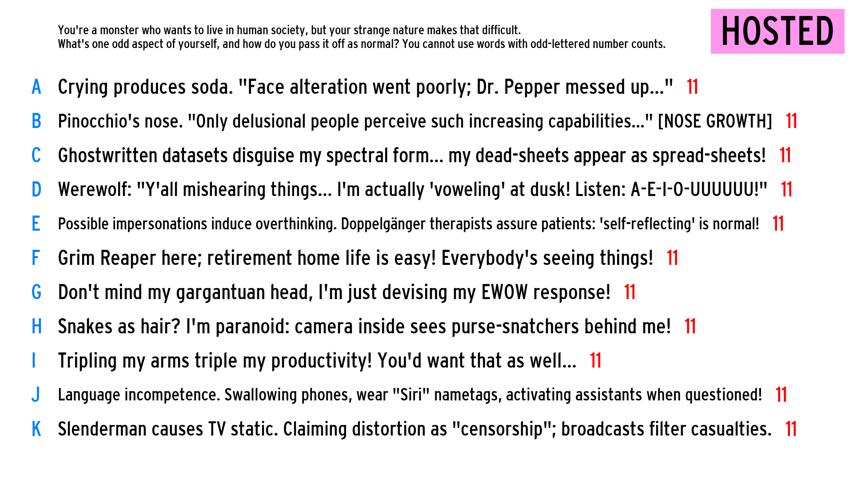 You're a monster who wants to live in human society, but your strange nature makes that difficult.
What's one odd aspect of yourself, and how do you pass it off as normal? You cannot use words with odd-lettered number counts.
HOSTED
A Crying produces soda. "Face alteration went poorly; Dr. Pepper messed up..." 11
B Pinocchio's nose. "Only delusional people perceive such increasing capabilities..." [NOSE GROWTH] 11
C Ghostwritten datasets disguise my spectral form... my dead-sheets appear as spread-sheets! 11
D Werewolf: "Y'all mishearing things... I'm actually 'voweling' at dusk! Listen: A-E-I-O-UUUUUU!" 11
E Possible impersonations induce overthinking. Doppelgänger therapists assure patients: 'self-reflecting' is normal! 11
F Grim Reaper here; retirement home life is easy! Everybody's seeing things! 11
G Don't mind my gargantuan head, I'm just devising my EWOW response! 11
H Snakes as hair? I'm paranoid: camera inside sees purse-snatchers behind me! 11
I Tripling my arms triple my productivity! You'd want that as well... 11
J Language incompetence. Swallowing phones, wear "Siri" nametags, activating assistants when questioned! 11
K Slenderman causes TV static. Claiming distortion as "censorship"; broadcasts filter casualties. 11